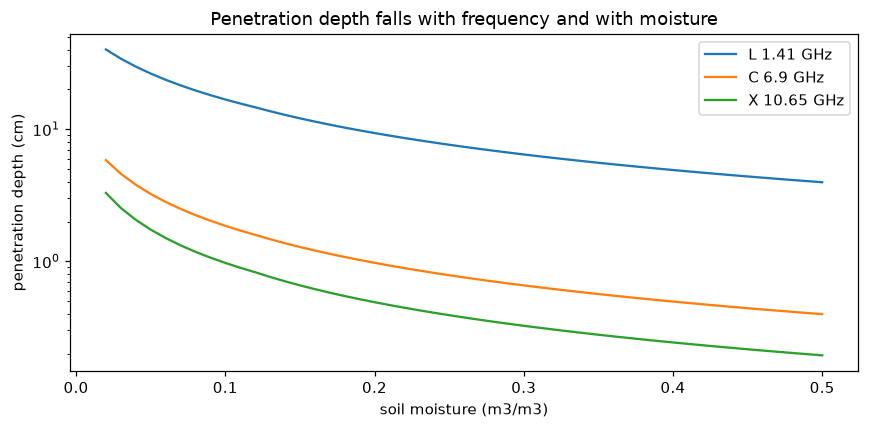 Penetration depth falls with frequency and with moisture
L 1.41 GHz
C 6.9 GHz
X 10.65 GHz
penetration depth (cm)
10¹
10⁰
0.0 0.1 0.2 0.3 0.4 0.5
soil moisture (m3/m3)